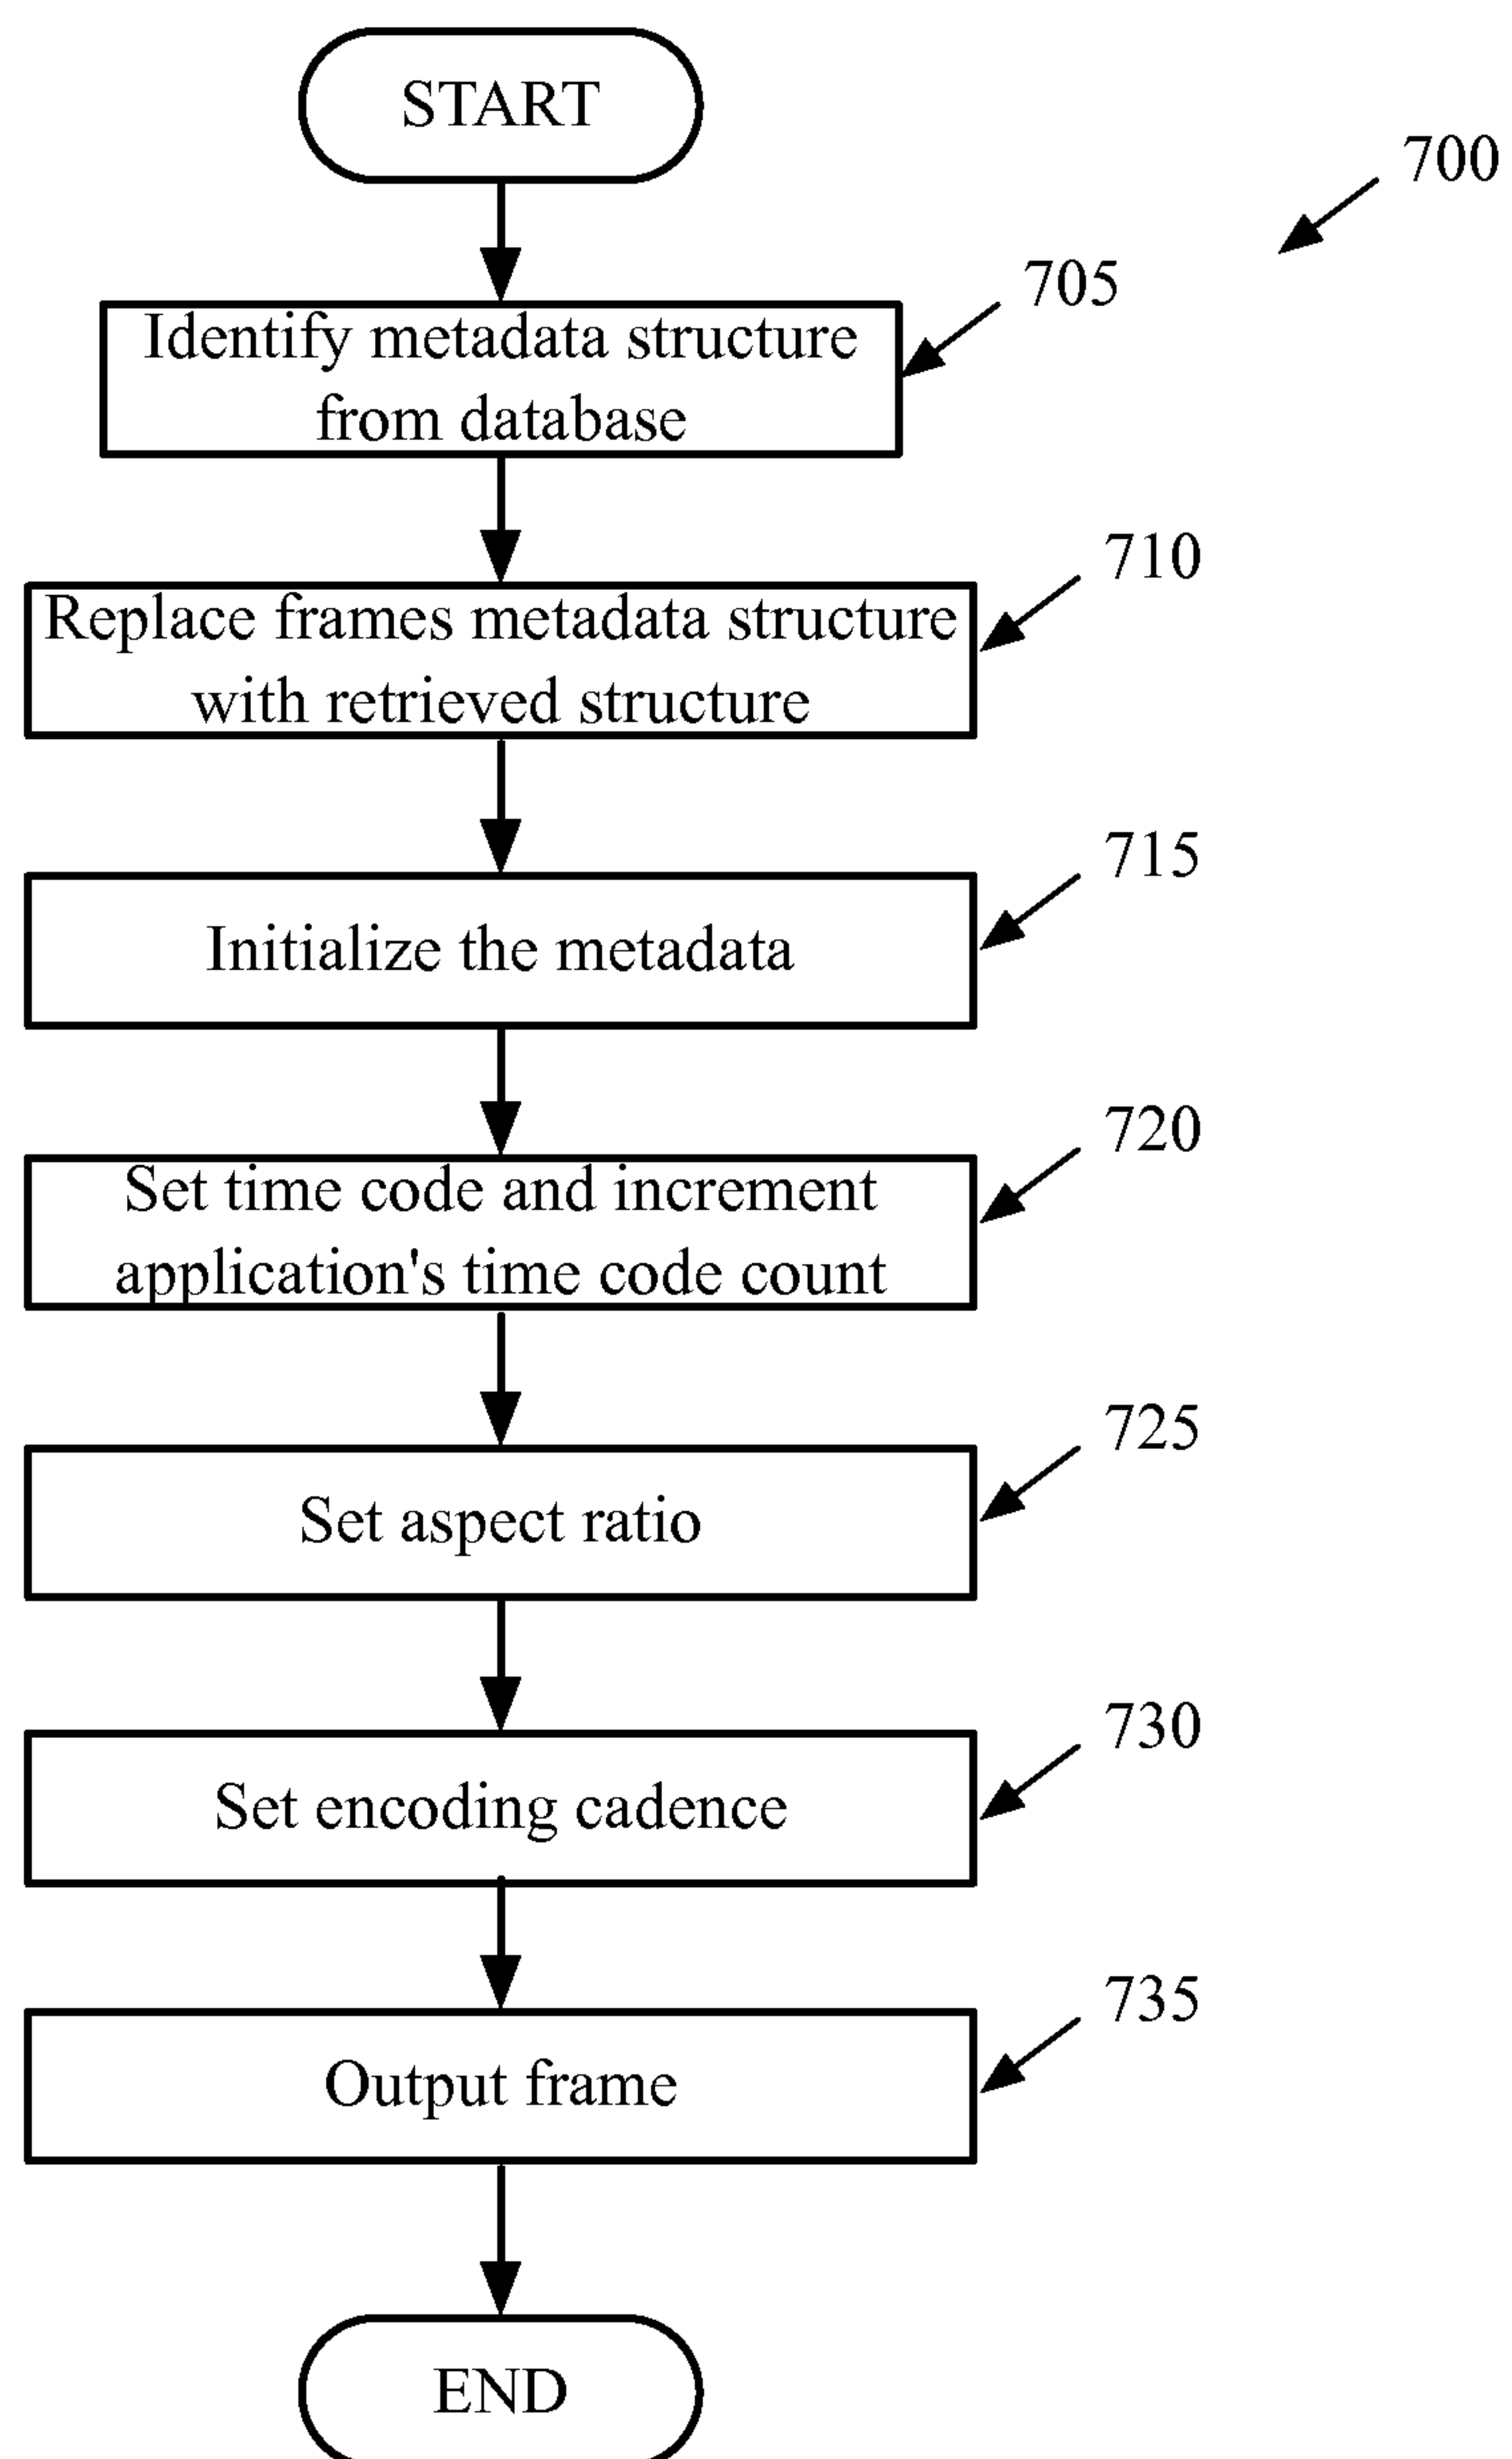 START
700
705
Identify metadata structure
from database
710
Replace frames metadata structure
with retrieved structure
715
Initialize the metadata
720
Set time code and increment
application's time code count
725
Set aspect ratio
730
Set encoding cadence
735
Output frame
END